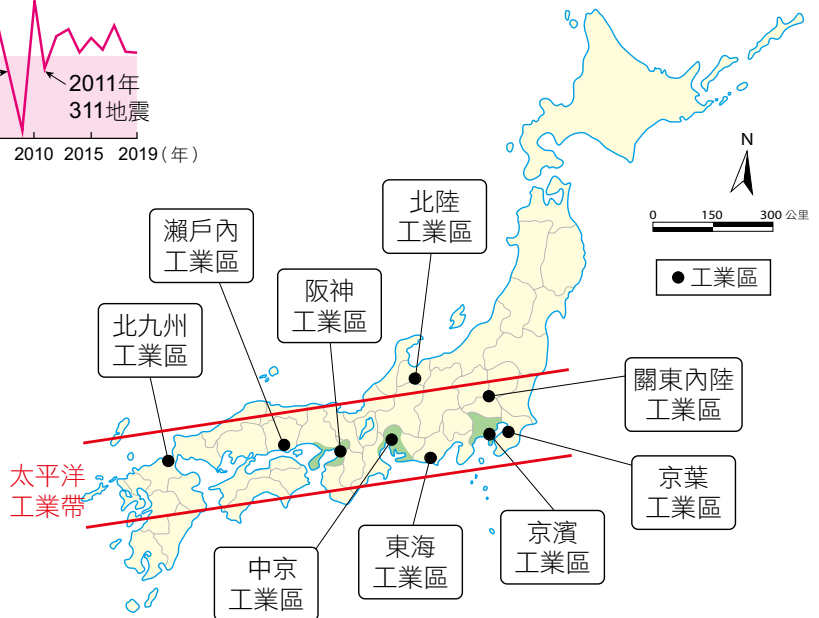 2011年
311地震
2010 2015 2019（年）
N
0 150 300 公里
● 工業區
北陸
工業區
瀨戶內
工業區
阪神
工業區
北九州
工業區
關東內陸
工業區
太平洋
工業帶
京葉
工業區
京濱
工業區
東海
工業區
中京
工業區